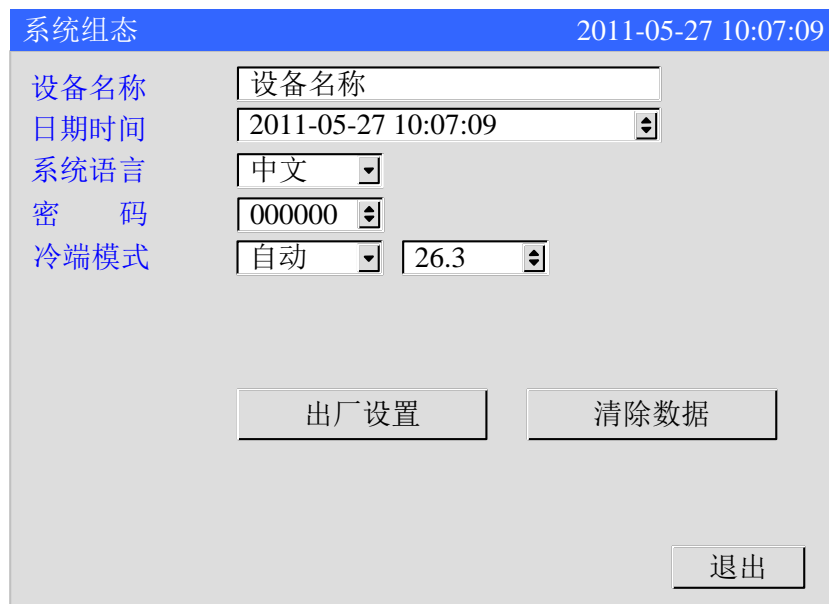 系统组态 2011-05-27 10:07:09
设备名称 设备名称
日期时间 2011-05-27 10:07:09
系统语言 中文
密 码 000000
冷端模式 自动 26.3
出厂设置 清除数据
退出